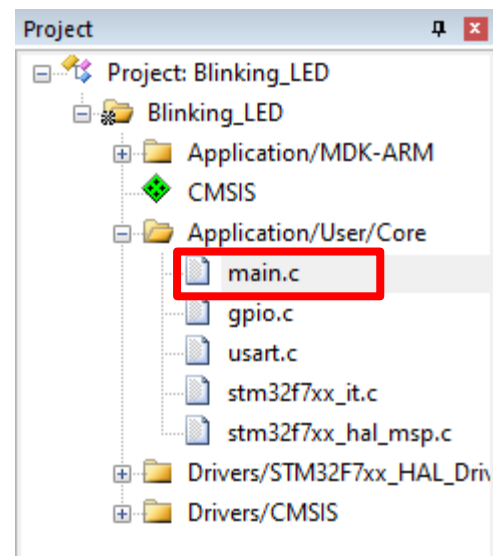 Project
Project: Blinking_LED
Blinking_LED
Application/MDK-ARM
CMSIS
Application/User/Core
main.c
gpio.c
usart.c
stm32f7xx_it.c
stm32f7xx_hal_msp.c
Drivers/STM32F7xx_HAL_Driv
Drivers/CMSIS